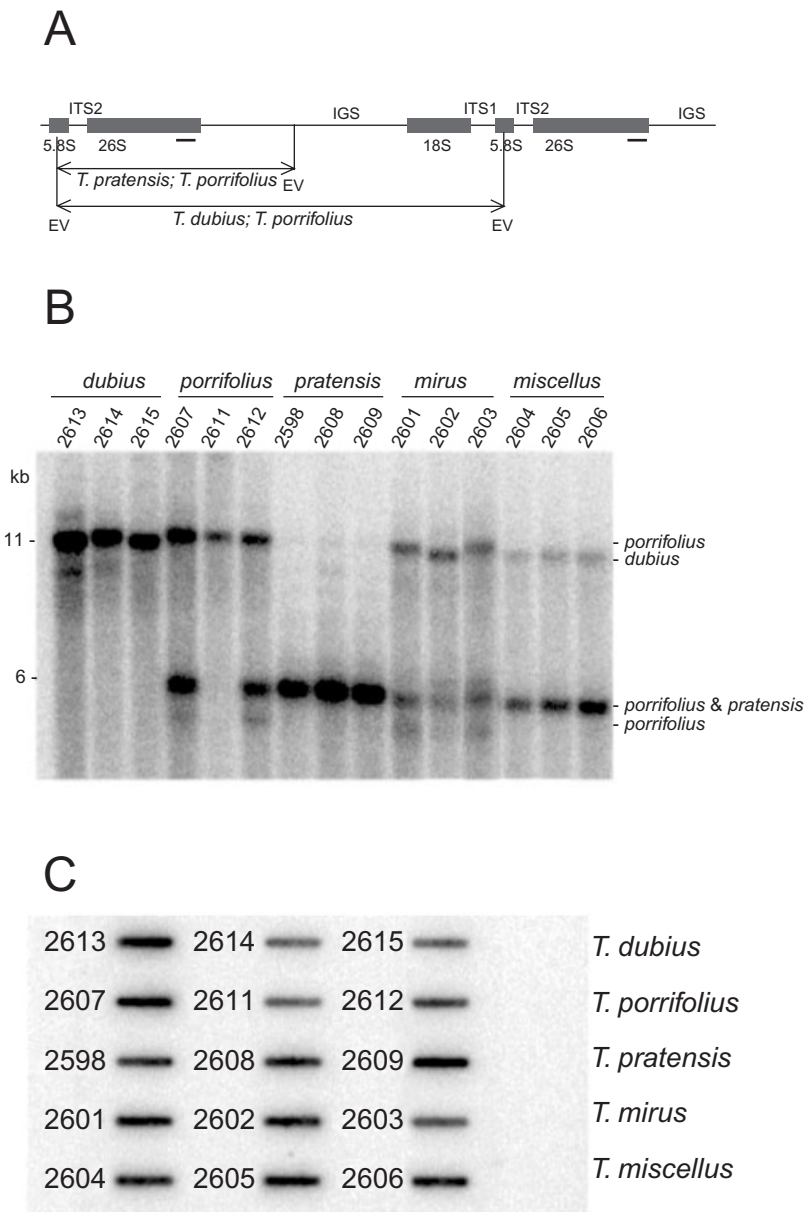 A
ITS2 IGS ITS1 ITS2 IGS
5.8S 26S 18S 5.8S 26S
T. pratensis; T. porrifolius EV
T. dubius; T. porrifolius
EV EV
B
dubius porrifolius pratensis mirus miscellus
2613 2614 2615 2607 2611 2612 2598 2608 2609 2601 2602 2603 2604 2605 2606
kb
11 - - porrifolius
- dubius
6 -
- porrifolius & pratensis
- porrifolius
C
2613 2614 2615 T. dubius
2607 2611 2612 T. porrifolius
2598 2608 2609 T. pratensis
2601 2602 2603 T. mirus
2604 2605 2606 T. miscellus